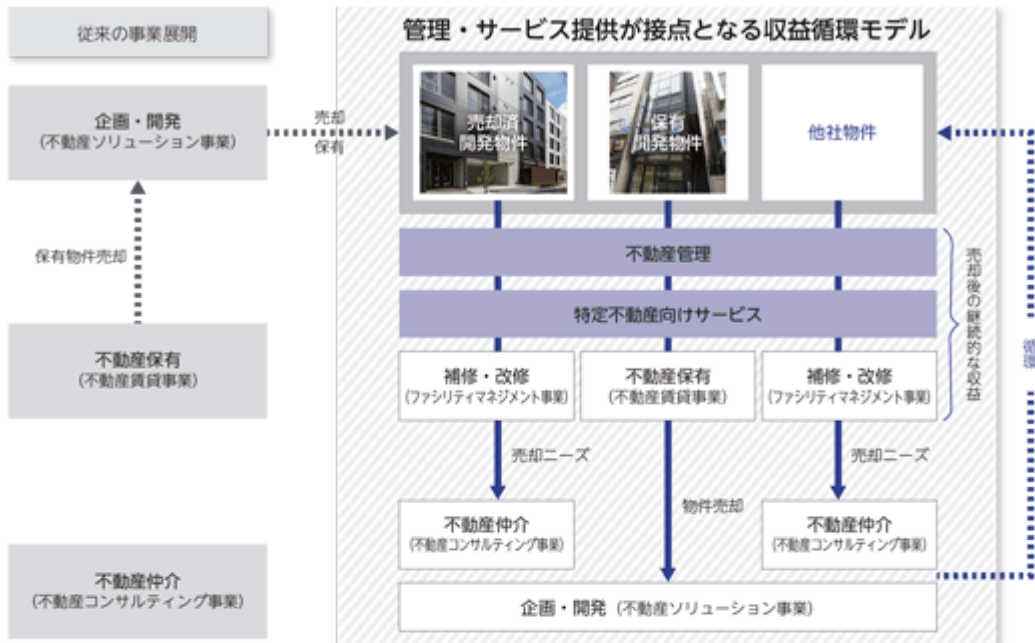 従来の事業展開
管理・サービス提供が接点となる収益循環モデル
企画・開発
(不動産ソリューション事業)
売却
保有
売却済
開発物件
保有
開発物件
他社物件
保有物件売却
不動産管理
特定不動産向けサービス
売却後の継続的な収益
循環
不動産保有
(不動産賃貸事業)
補修・改修
(ファシリティマネジメント事業)
不動産保有
(不動産賃貸事業)
補修・改修
(ファシリティマネジメント事業)
売却ニーズ
物件売却
売却ニーズ
不動産仲介
(不動産コンサルティング事業)
不動産仲介
(不動産コンサルティング事業)
不動産仲介
(不動産コンサルティング事業)
企画・開発 (不動産ソリューション事業)